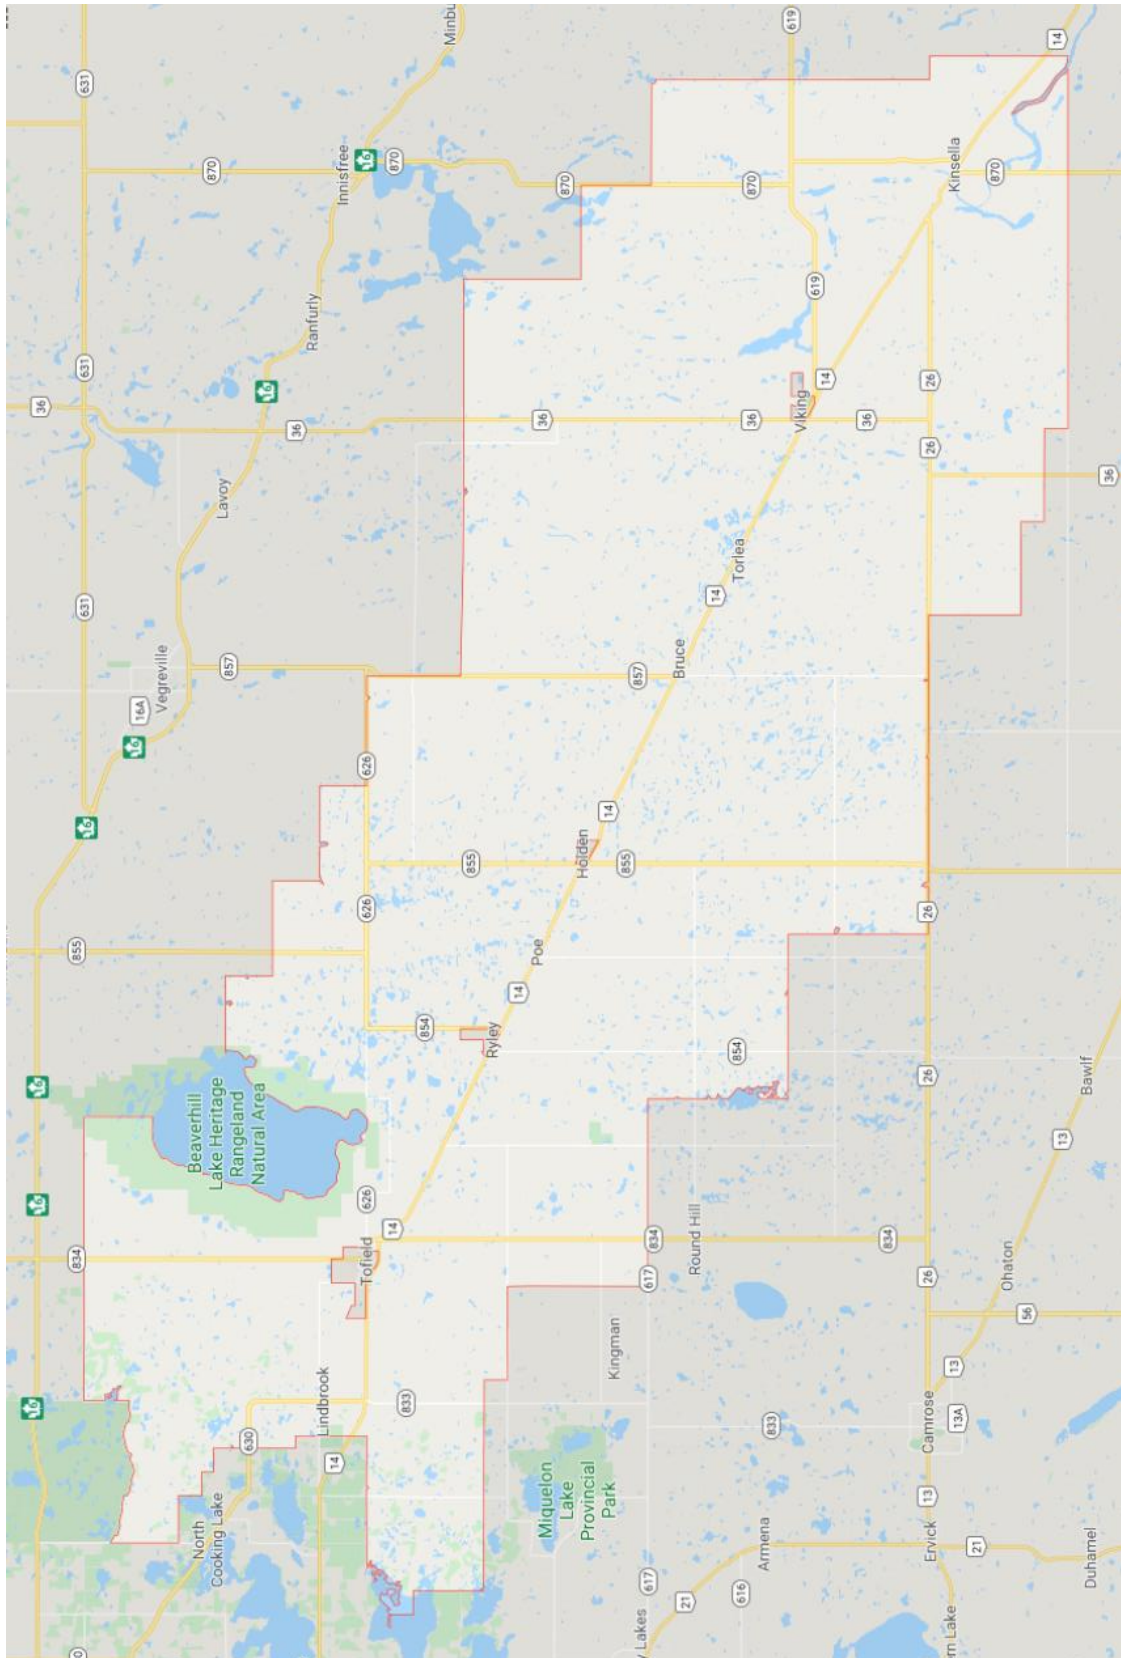 16
16
16
16
834
855
631
631
631
36
16A
16
Vegreville
Lavoy
857
870
North
Cooking Lake
630
Beaverhill
Lake Heritage
Rangeland
Natural Area
16
36
Ranfurly
Innisfree
16
870
Minbu
Lindbrook
14
Tofield
626
626
626
14
833
854
855
Ryley
14
Poe
Holden
14
855
36
870
Miquelon
Lake
Provincial
Park
Kingman
857
Bruce
y Lakes
617
617
834
Round Hill
21
616
14
Torlea
854
36
870
619
Armena
833
Viking
14
619
36
834
Ervick
13
Camrose
13
13A
26
26
26
26
26
Kinsella
rn Lake
21
Ohaton
56
870
Duhamel
13
Bawlf
36
14